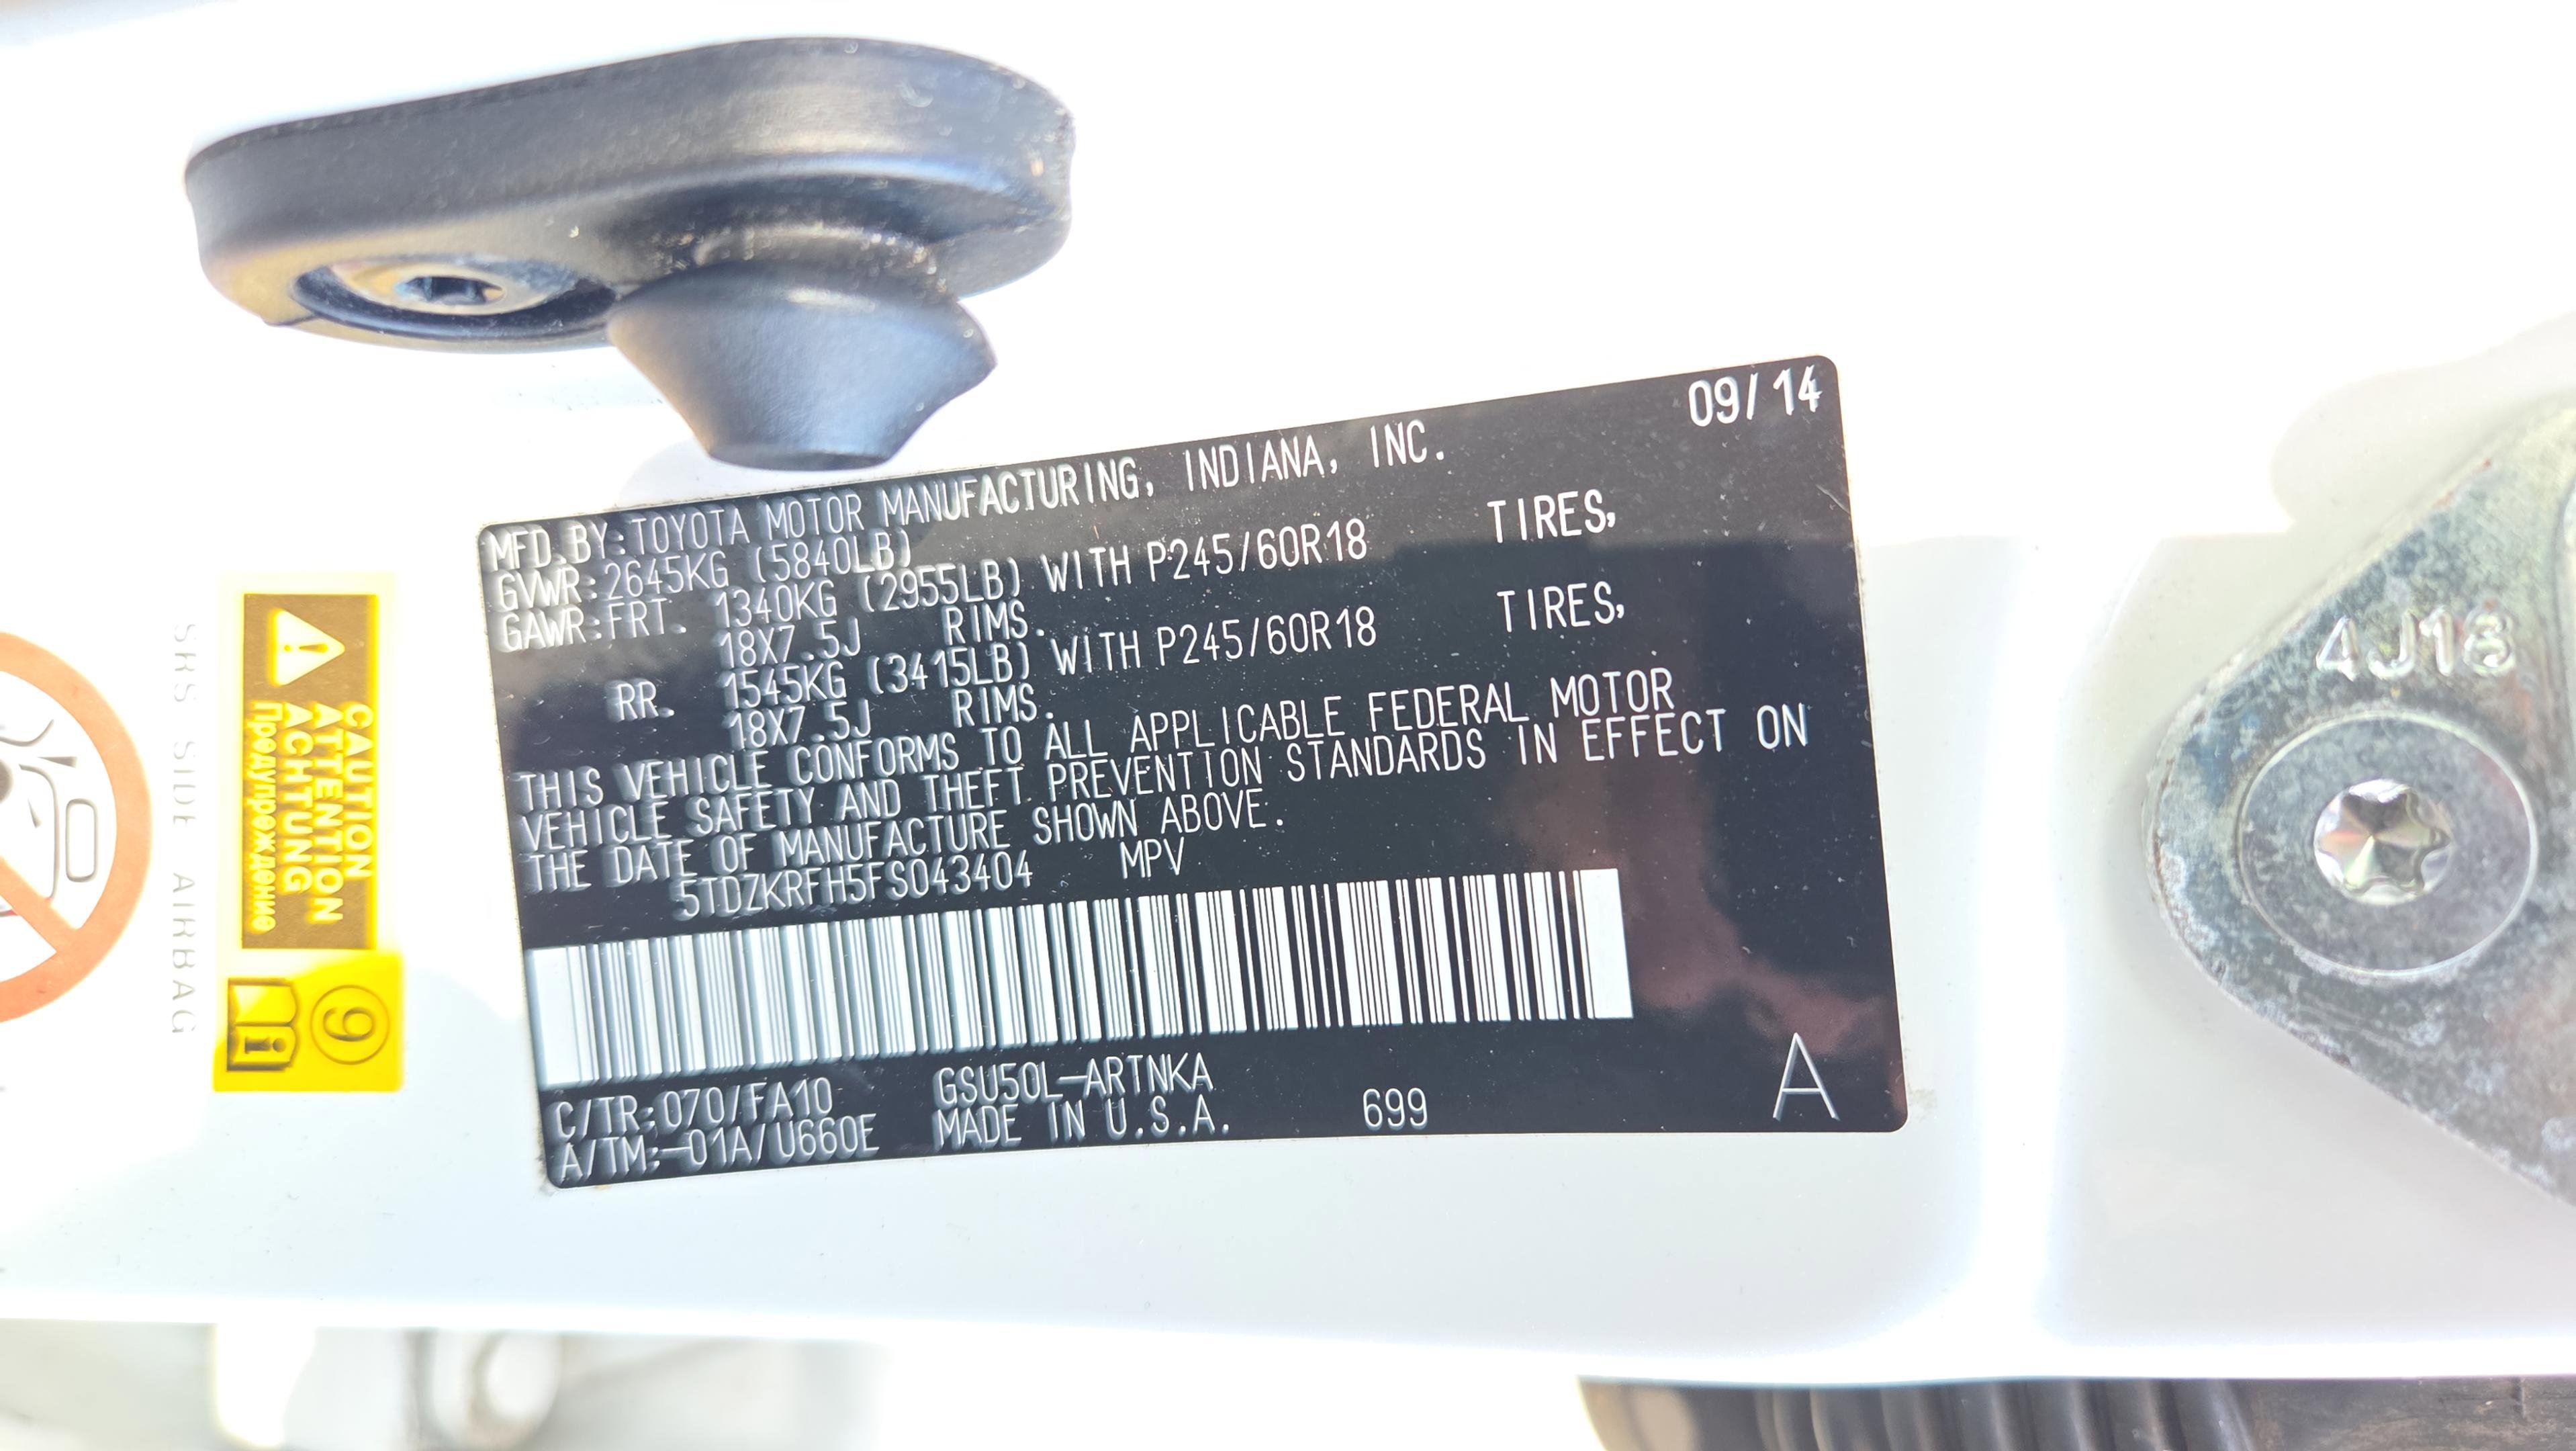 09/14
MFD.BY:TOYOTA MOTOR MANUFACTURING, INDIANA, INC.
GVWR:2645KG (5840LB)
GAWR:FRT. 1340KG (2955LB) WITH P245/60R18 TIRES,
18X7.5J RIMS.
RR. 1545KG (3415LB) WITH P245/60R18 TIRES,
18X7.5J RIMS.
THIS VEHICLE CONFORMS TO ALL APPLICABLE FEDERAL MOTOR
VEHICLE SAFETY AND THEFT PREVENTION STANDARDS IN EFFECT ON
THE DATE OF MANUFACTURE SHOWN ABOVE.
5TDZKRFH5FS043404 MPV
C/TR:070/FA10 GSU50L-ARTNKA
A/TM:-01A/U660E MADE IN U.S.A. 699 A
SRS SIDE AIRBAG
CAUTION
ATTENTION
ACHTUNG
Предупреждение
9
i
4J18